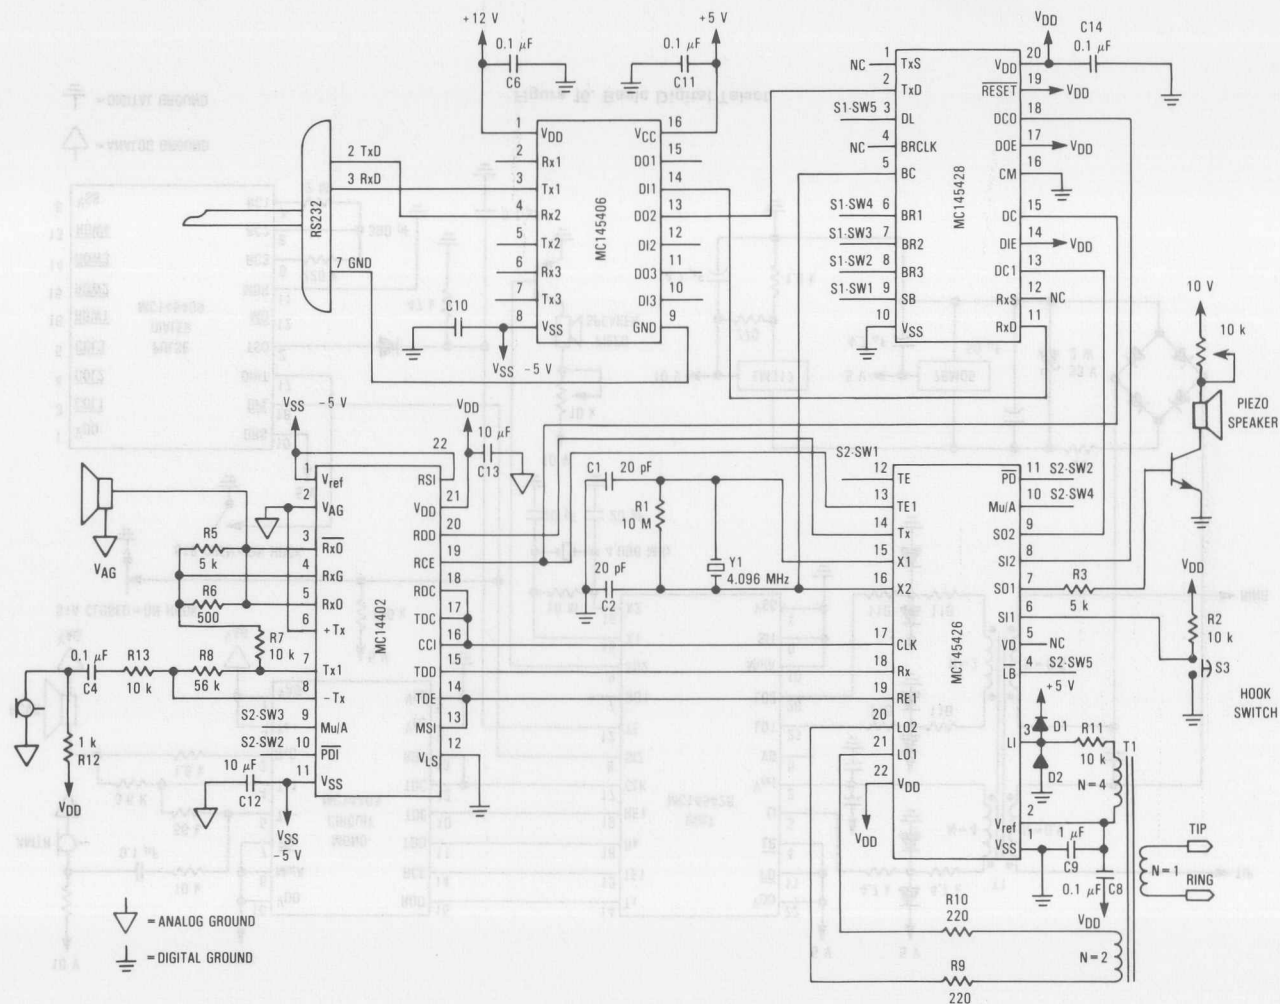 +12 V
0.1 μF
C6
+5 V
0.1 μF
C11
VDD
C14
0.1 μF
RS232
2 TxD
3 RxD
7 GND
MC145406
1 VDD
2 Rx1
3 Tx1
4 Rx2
5 Tx2
6 Rx3
7 Tx3
8 VSS
16 VCC
15 DO1
14 DI1
13 DO2
12 DI2
11 DO3
10 DI3
9 GND
C10
VSS -5 V
MC145428
NC 1 TxS
2 TxD
S1-SW5 3 DL
NC 4 BRCLK
5 BC
S1-SW4 6 BR1
S1-SW3 7 BR2
S1-SW2 8 BR3
S1-SW1 9 SB
10 VSS
20 VDD
19 RESET VDD
18 DCO
17 DOE VDD
16 CM
15 DC
14 DIE VDD
13 DC1
12 RxS NC
11 RxD
10 V
10 k
PIEZO
SPEAKER
VSS -5 V
VDD
10 μF
C13
MC14402
1 Vref
2 VAG
3 RxO
4 RxG
5 RxO
6 +Tx
7 Tx1
8 -Tx
S2-SW3 9 Mu/A
S2-SW2 10 PDI
11 VSS
22 RSI
21 VDD
20 RDD
19 RCE
18 RDC
17 TDC
16 CCI
15 TDD
14 TDE
13 MSI
12 VLS
VAG
R5
5 k
R6
500
R7
10 k
0.1 μF
C4
R13
10 k
R8
56 k
1 k
R12
VDD
10 μF
C12
VSS
-5 V
C1 20 pF
R1
10 M
20 pF
C2
Y1
4.096 MHz
MC145426
S2-SW1
12 TE
13 TE1
14 Tx
15 X1
16 X2
17 CLK
18 Rx
19 RE1
20 LO2
21 LO1
22 VDD
VDD
PD 11 S2-SW2
Mu/A 10 S2-SW4
SO2 9
SI2 8
SO1 7
SI1 6
VD 5 NC
LB 4 S2-SW5
LI 3
Vref 2
VSS 1
R3
5 k
VDD
R2
10 k
S3
HOOK
SWITCH
+5 V
D1
D2
R11
10 k
T1
N=4
μF
C9
0.1 μF
C8
VDD
N=1
TIP
RING
R10
220
R9
220
N=2
= ANALOG GROUND
= DIGITAL GROUND